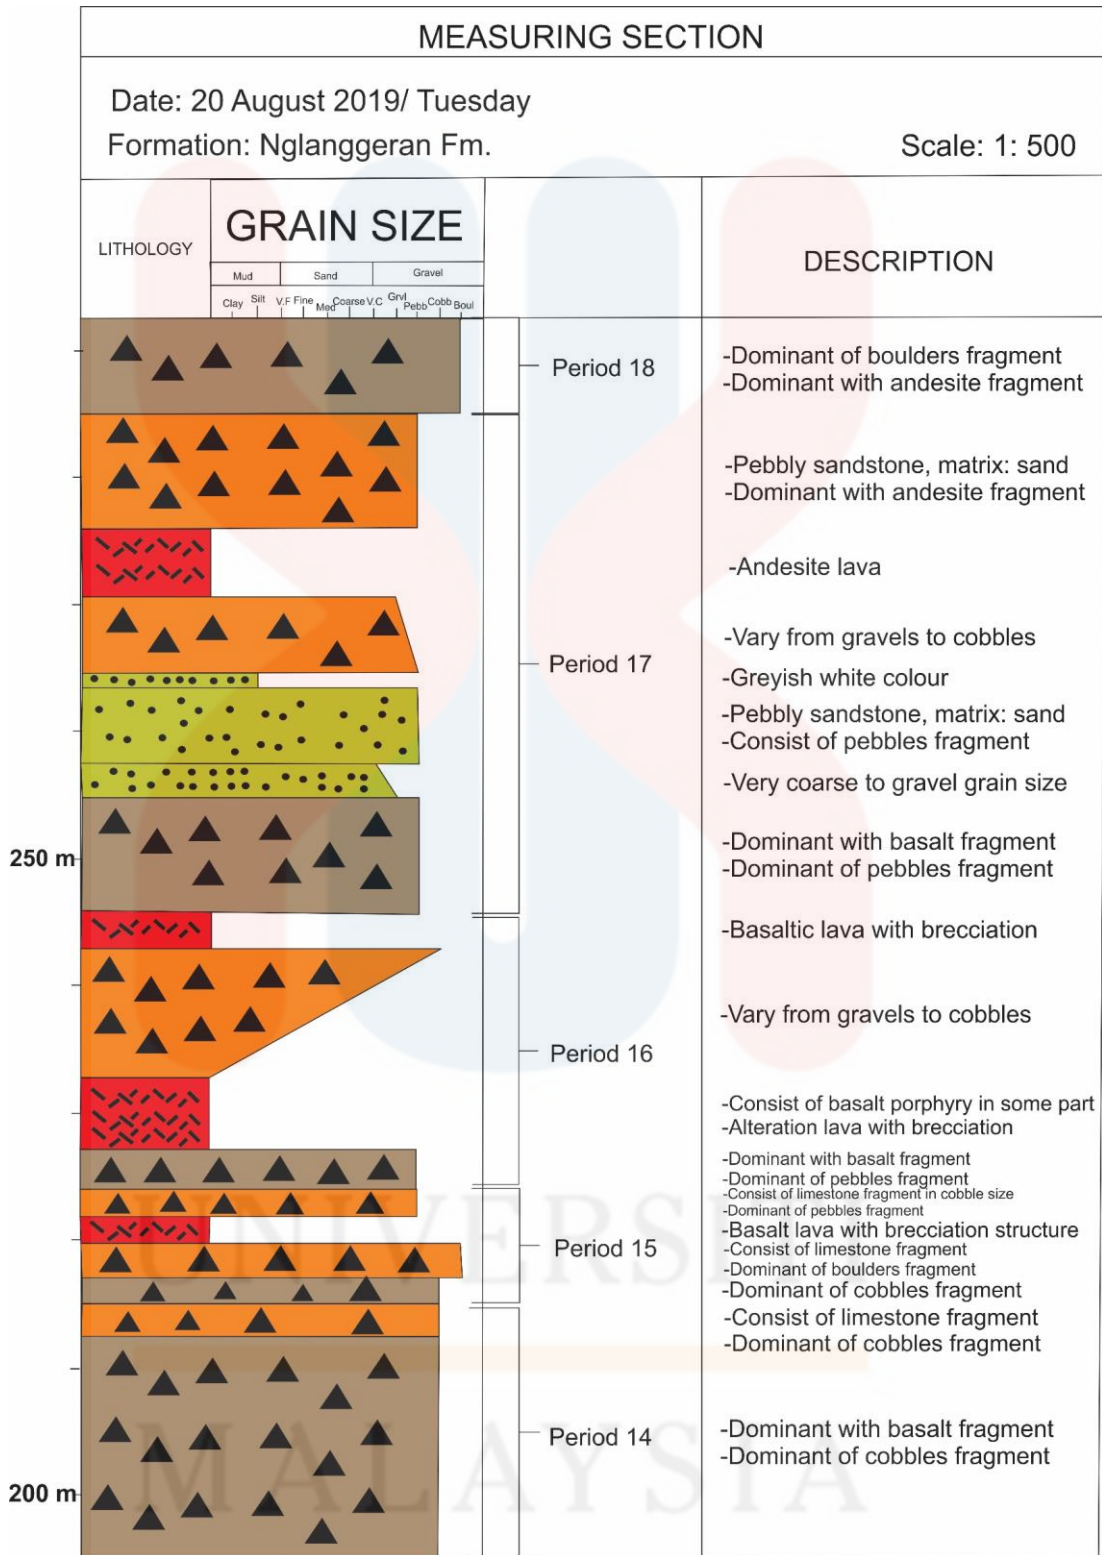 MEASURING SECTION
Date: 20 August 2019/ Tuesday
Formation: Nglanggeran Fm.
Scale: 1: 500
LITHOLOGY
GRAIN SIZE
DESCRIPTION
Mud Sand Gravel
Clay Silt V.F Fine Med Coarse V.C Grvl Pebb Cobb Boul
Period 18
-Dominant of boulders fragment
-Dominant with andesite fragment
-Pebbly sandstone, matrix: sand
-Dominant with andesite fragment
-Andesite lava
-Vary from gravels to cobbles
Period 17
-Greyish white colour
-Pebbly sandstone, matrix: sand
-Consist of pebbles fragment
-Very coarse to gravel grain size
-Dominant with basalt fragment
250 m
-Dominant of pebbles fragment
-Basaltic lava with brecciation
-Vary from gravels to cobbles
Period 16
-Consist of basalt porphyry in some part
-Alteration lava with brecciation
-Dominant with basalt fragment
-Dominant of pebbles fragment
-Consist of limestone fragment in cobble size
-Dominant of pebbles fragment
-Basalt lava with brecciation structure
Period 15
-Consist of limestone fragment
-Dominant of boulders fragment
-Dominant of cobbles fragment
-Consist of limestone fragment
-Dominant of cobbles fragment
Period 14
-Dominant with basalt fragment
-Dominant of cobbles fragment
200 m
UNIVERSITI
MALAYSIA